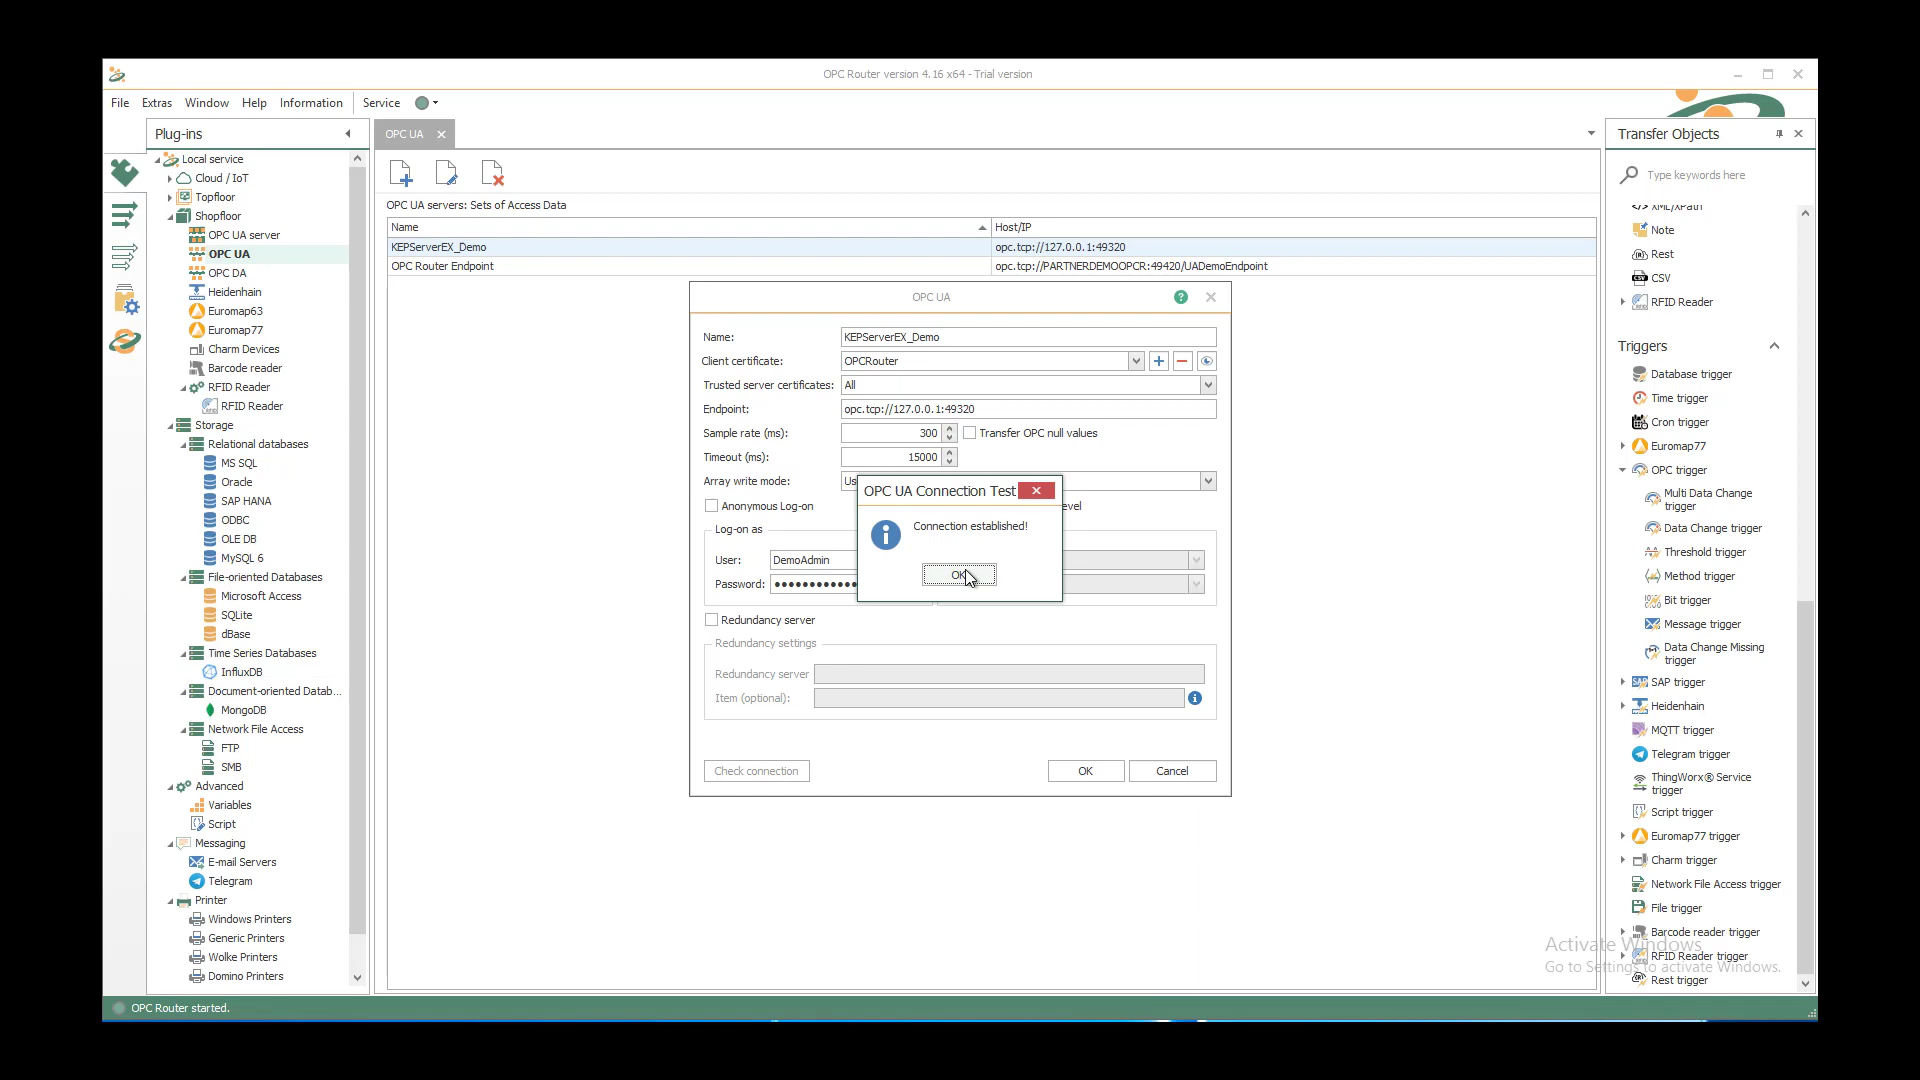 OPC Router version 4.16 x64 - Trial version
File Extras Window Help Information Service
Plug-ins
Local service
Cloud / IoT
Topfloor
Shopfloor
OPC UA server
OPC UA
OPC DA
Heidenhain
Euromap63
Euromap77
Charm Devices
Barcode reader
RFID Reader
RFID Reader
Storage
Relational databases
MS SQL
Oracle
SAP HANA
ODBC
OLE DB
MySQL 6
File-oriented Databases
Microsoft Access
SQLite
dBase
Time Series Databases
InfluxDB
Document-oriented Datab...
MongoDB
Network File Access
FTP
SMB
Advanced
Variables
Script
Messaging
E-mail Servers
Telegram
Printer
Windows Printers
Generic Printers
Wolke Printers
Domino Printers
OPC UA
OPC UA servers: Sets of Access Data
Name Host/IP
KEPServerEX_Demo opc.tcp://127.0.0.1:49320
OPC Router Endpoint opc.tcp://PARTNERDEMOOPCR:49420/UADemoEndpoint
OPC UA
Name: KEPServerEX_Demo
Client certificate: OPCRouter
Trusted server certificates: All
Endpoint: opc.tcp://127.0.0.1:49320
Sample rate (ms): 300 Transfer OPC null values
Timeout (ms): 15000
Array write mode: Us
Anonymous Log-on evel
Log-on as
User: DemoAdmin
Password: ●●●●●●●●●●●●●
OPC UA Connection Test
Connection established!
OK
Redundancy server
Redundancy settings
Redundancy server
Item (optional):
Check connection OK Cancel
Transfer Objects
Type keywords here
XML/XPath
Note
Rest
CSV
RFID Reader
Triggers
Database trigger
Time trigger
Cron trigger
Euromap77
OPC trigger
Multi Data Change
trigger
Data Change trigger
Threshold trigger
Method trigger
Bit trigger
Message trigger
Data Change Missing
trigger
SAP trigger
Heidenhain
MQTT trigger
Telegram trigger
ThingWorx® Service
trigger
Script trigger
Euromap77 trigger
Charm trigger
Network File Access trigger
File trigger
Barcode reader trigger
RFID Reader trigger
Rest trigger
Activate Windows
Go to Settings to activate Windows.
OPC Router started.